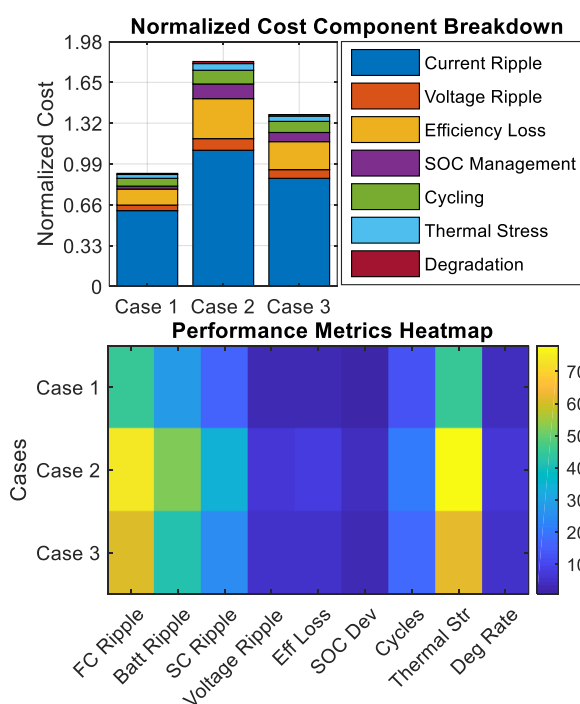 Normalized Cost Component Breakdown
Normalized Cost
1.98
1.65
1.32
0.99
0.66
0.33
0
Case 1 Case 2 Case 3
Current Ripple
Voltage Ripple
Efficiency Loss
SOC Management
Cycling
Thermal Stress
Degradation
Performance Metrics Heatmap
Cases
Case 1
Case 2
Case 3
FC Ripple
Batt Ripple
SC Ripple
Voltage Ripple
Eff Loss
SOC Dev
Cycles
Thermal Str
Deg Rate
70
60
50
40
30
20
10